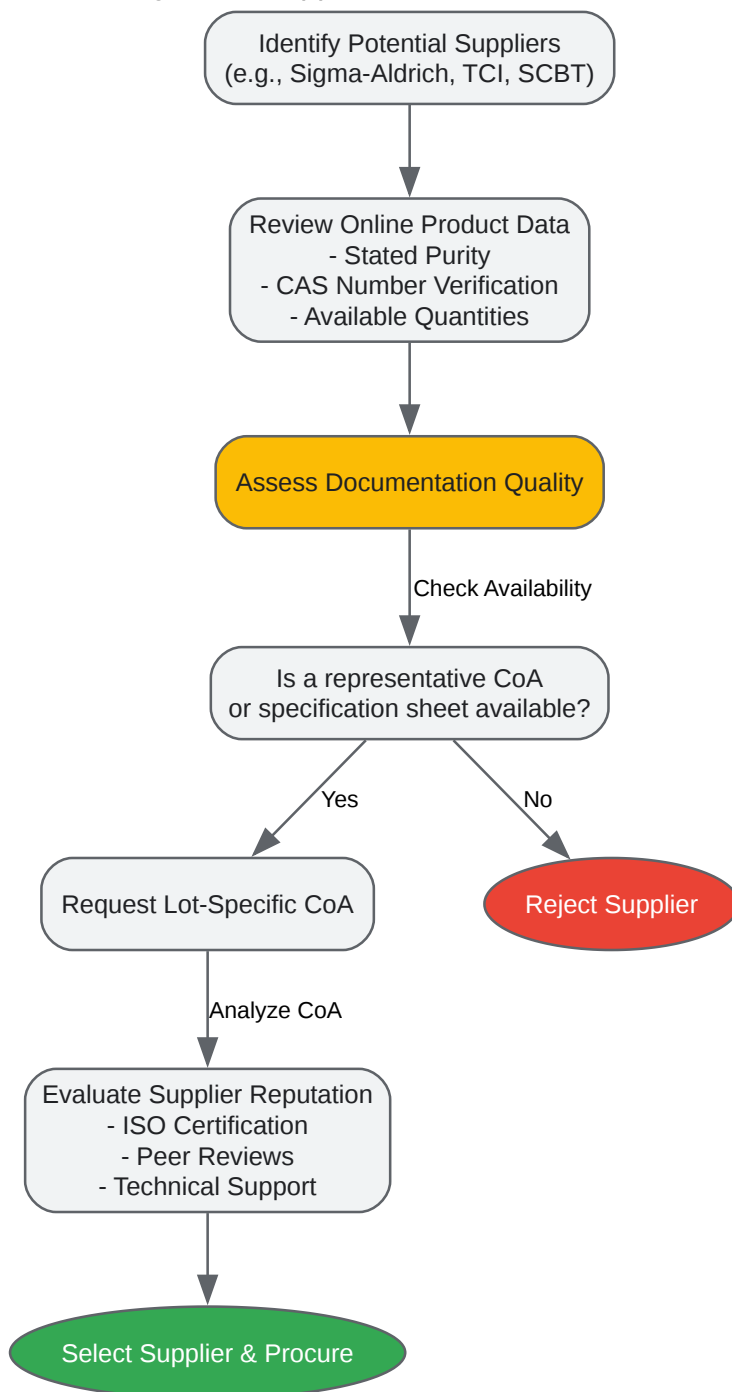 Identify Potential Suppliers
(e.g., Sigma-Aldrich, TCI, SCBT)
Review Online Product Data
- Stated Purity
- CAS Number Verification
- Available Quantities
Assess Documentation Quality
Check Availability
Is a representative CoA
or specification sheet available?
Yes
No
Request Lot-Specific CoA
Reject Supplier
Analyze CoA
Evaluate Supplier Reputation
- ISO Certification
- Peer Reviews
- Technical Support
Select Supplier & Procure